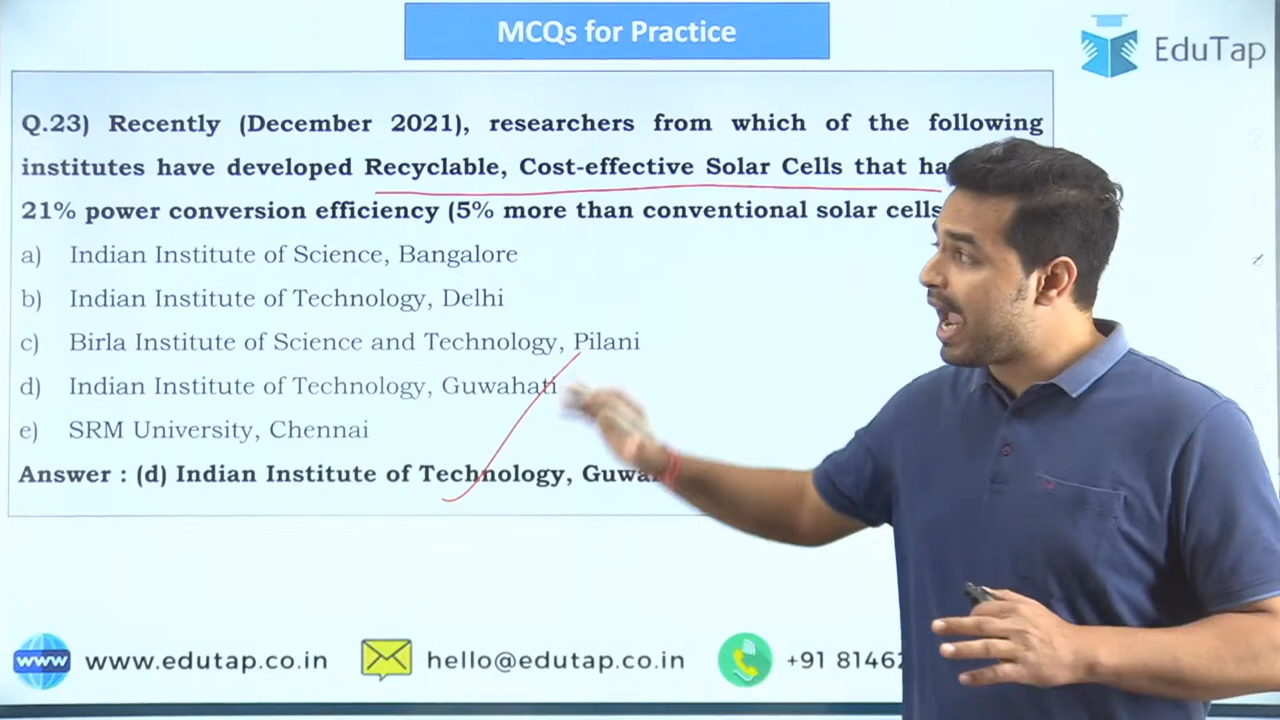 MCQs for Practice
EduTap
Q.23) Recently (December 2021), researchers from which of the following
institutes have developed Recyclable, Cost-effective Solar Cells that
21% power conversion efficiency (5% more than conventional solar cells
a) Indian Institute of Science, Bangalore
b) Indian Institute of Technology, Delhi
c) Birla Institute of Science and Technology, Pilani
d) Indian Institute of Technology, Guwahati
e) SRM University, Chennai
Answer : (d) Indian Institute of Technology,
www www.edutap.co.in
hello@edutap.co.in
+91 8146